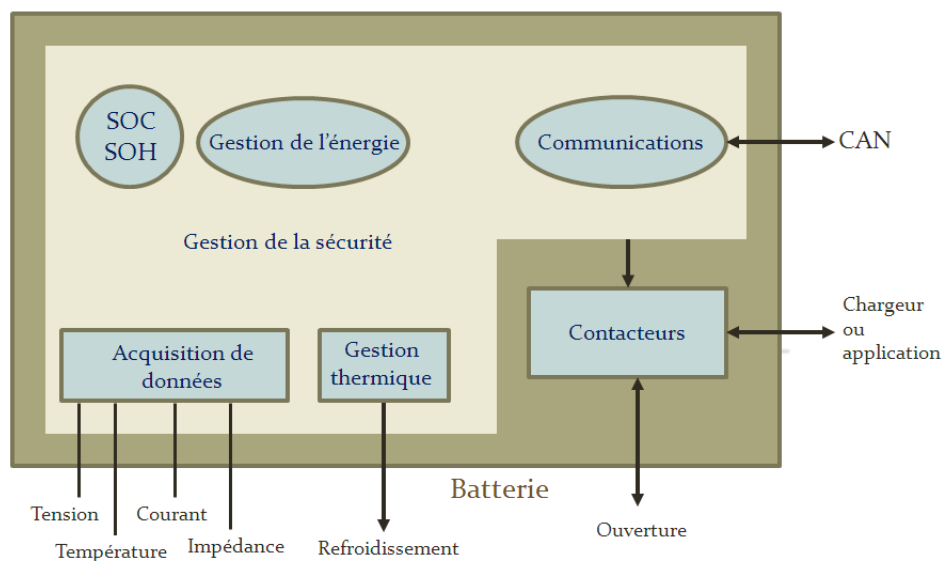 SOC
SOH
Gestion de l'énergie
Communications
CAN
Gestion de la sécurité
Acquisition de
données
Gestion
thermique
Contacteurs
Chargeur
ou
application
Batterie
Tension
Courant
Température
Impédance
Refroidissement
Ouverture